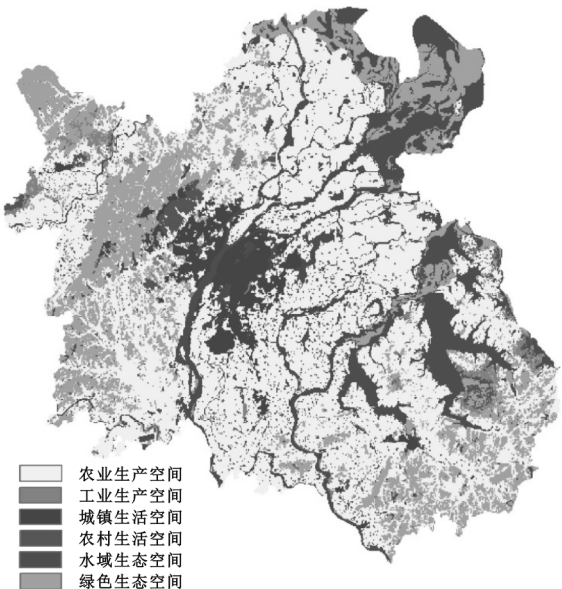 农业生产空间
工业生产空间
城镇生活空间
农村生活空间
水域生态空间
绿色生态空间